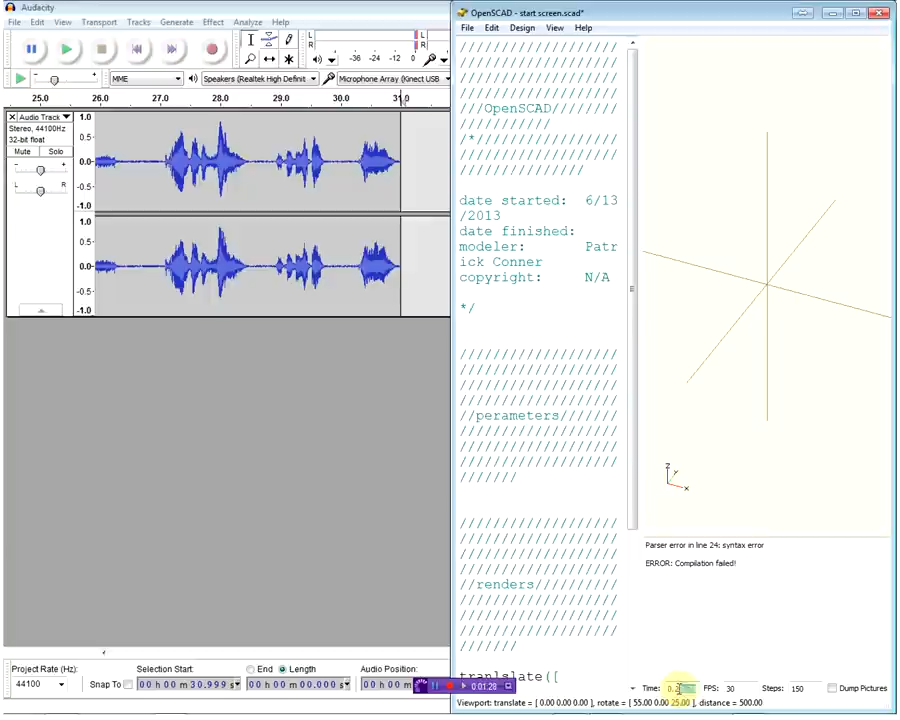 Audacity
File Edit View Transport Tracks Generate Effect Analyze Help
L
R
-36 -24 -12 0
L
R
MME Speakers (Realtek High Definit Microphone Array (Kinect USB
25.0 26.0 27.0 28.0 29.0 30.0 31.0
X Audio Track
Stereo, 44100Hz
32-bit float
Mute Solo
- +
L R
1.0
0.5
0.0
-0.5
-1.0
1.0
0.5
0.0
-0.5
-1.0
Project Rate (Hz):
44100
Snap To
Selection Start: End Length Audio Position:
00 h 00 m 30.999 s 00 h 00 m 00.000 s 00 h 00 m
0:01:28
OpenSCAD - start screen.scad*
File Edit Design View Help
///////////////////
///////////////////
///////////////////
///////////////////
///OpenSCAD////////
///////////
*/////////////////
///////////////////
///////////////
date started: 6/13
/2013
date finished:
modeler: Patr
ick Conner
copyright: N/A
*/
///////////////////
///////////////////
///////////////////
///////////////////
//perameters///////
///////////////////
///////////////////
///////////////////
///////
///////////////////
///////////////////
///////////////////
///////////////////
//renders//////////
///////////////////
///////////////////
///////////////////
///////
translate([
z
y
x
Parser error in line 24: syntax error
ERROR: Compilation failed!
Time: FPS: 30 Steps: 150 Dump Pictures
Viewport: translate = [ 0.00 0.00 0.00 ], rotate = [ 55.00 0.00 25.00 ], distance = 500.00